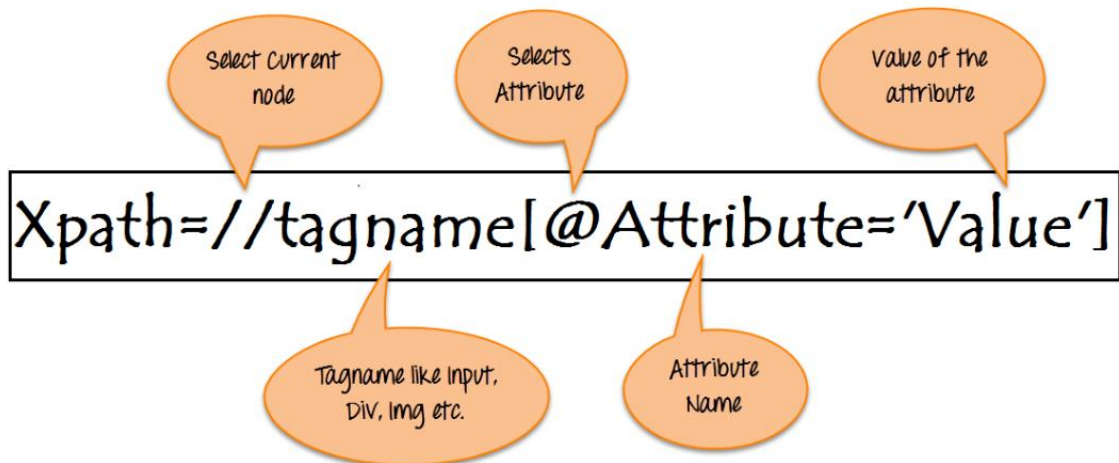 Select Current
node
Selects
Attribute
Value of the
attribute
Xpath=//tagname[@Attribute='Value']
Tagname like Input,
Div, Img etc.
Attribute
Name